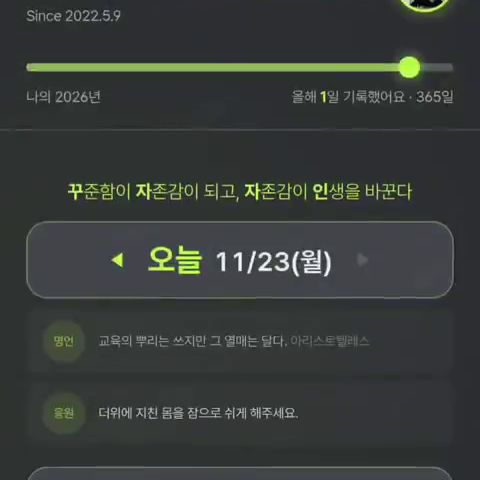 Since 2022.5.9
나의 2026년
올해 1일 기록했어요 · 365일
꾸준함이 자존감이 되고, 자존감이 인생을 바꾼다
◀ 오늘 11/23(월) ▶
명언 교육의 뿌리는 쓰지만 그 열매는 달다. 아리스토텔레스
응원 더위에 지친 몸을 잠으로 쉬게 해주세요.